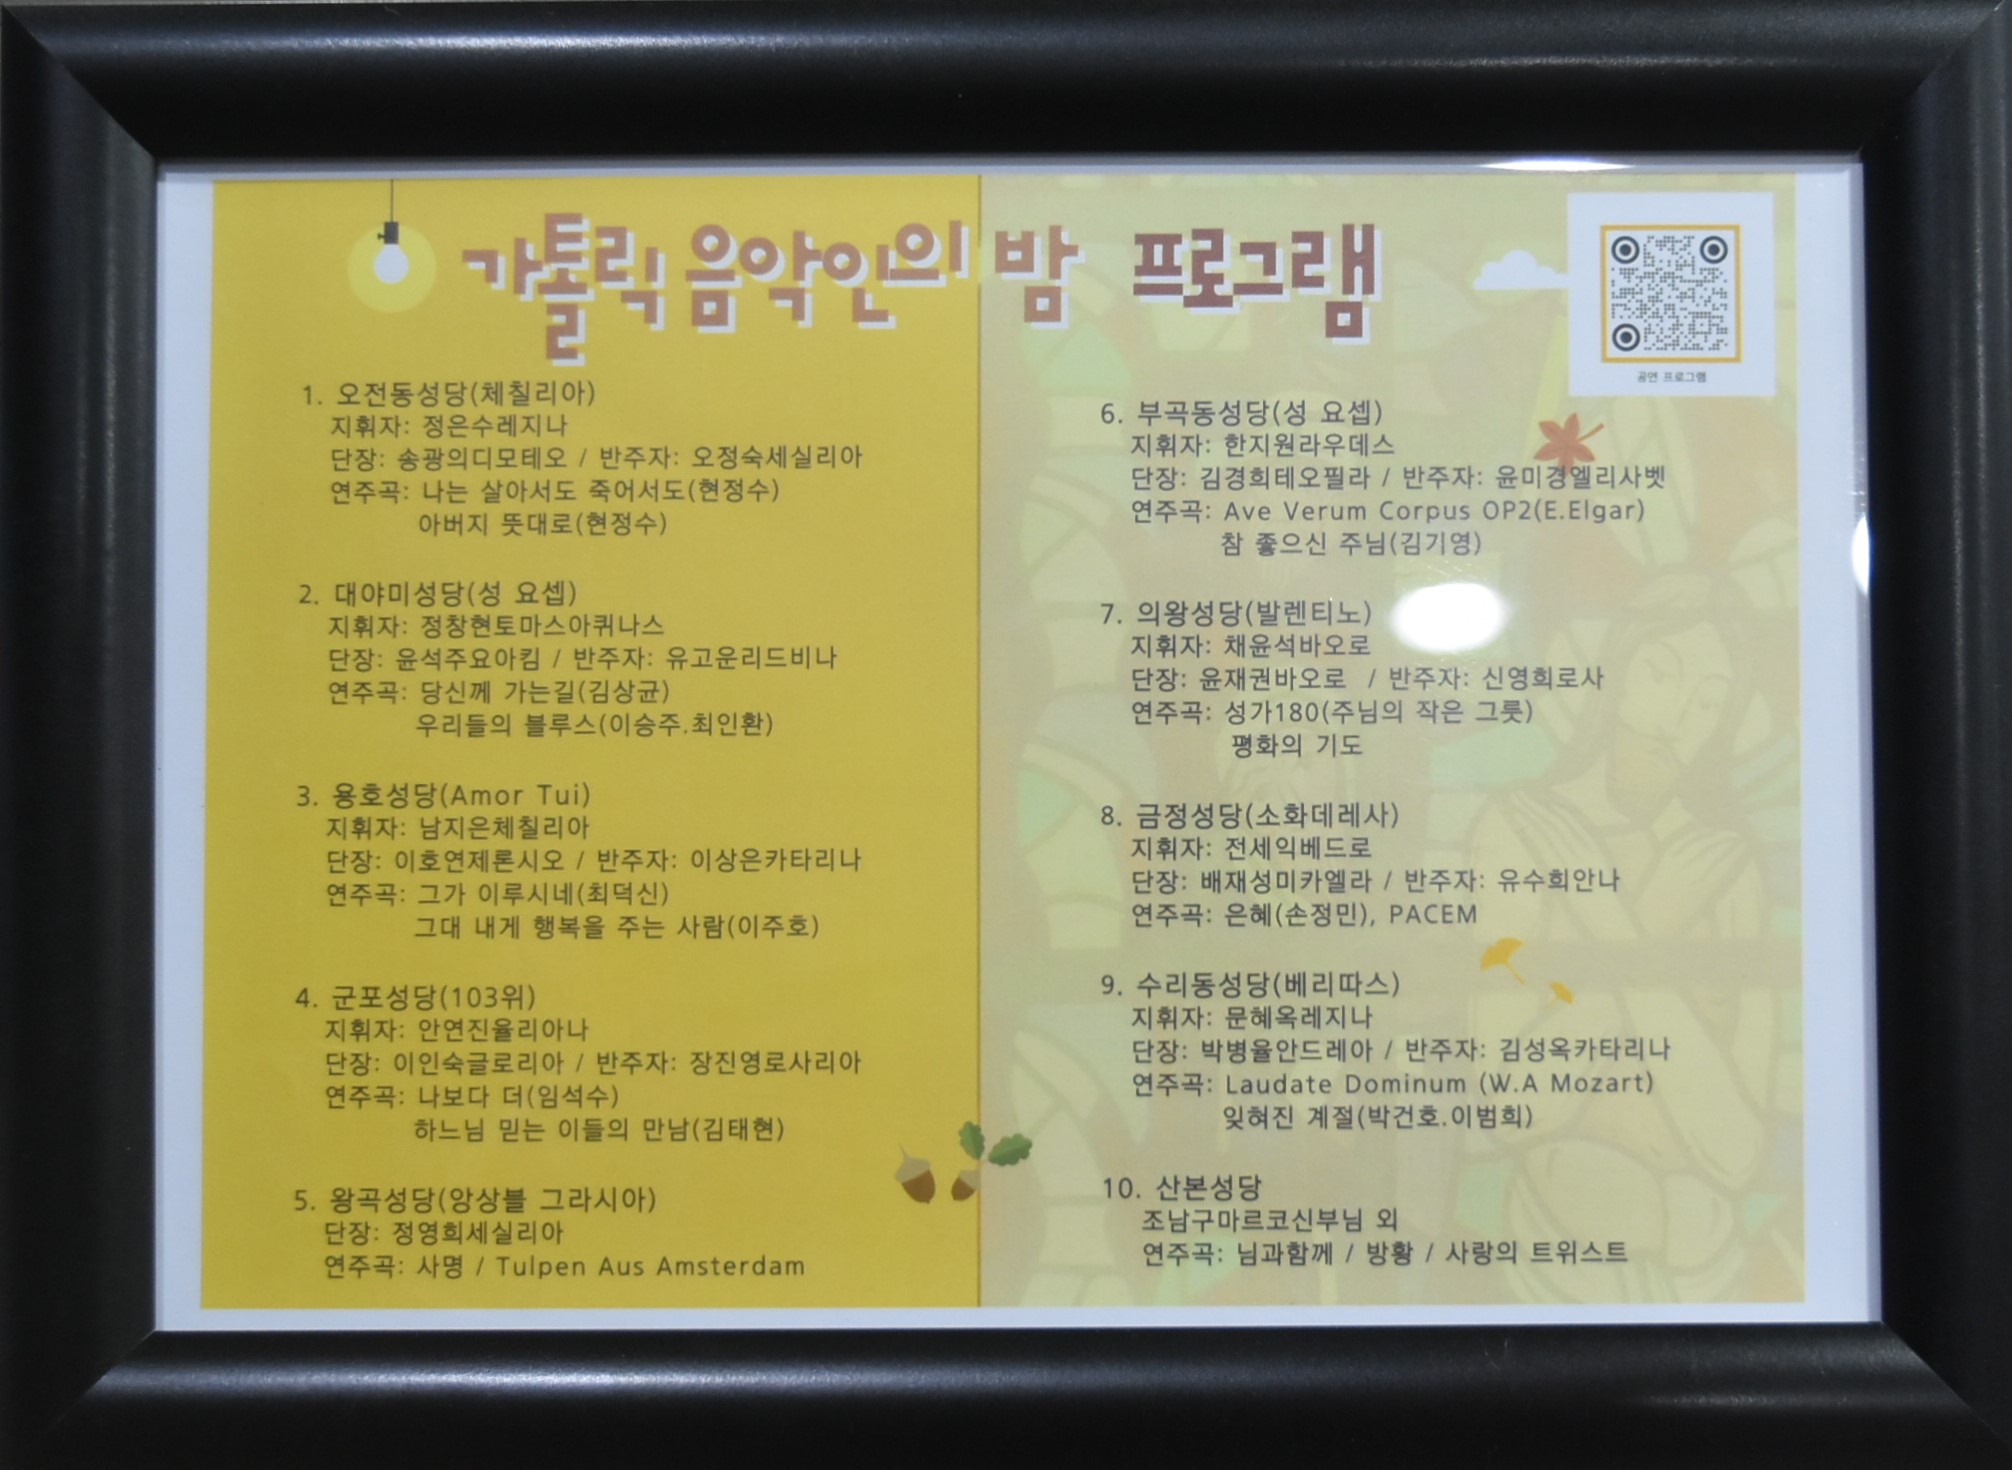 가톨릭 음악인의 밤 프로그램
공연 프로그램
1. 오전동성당(체칠리아)
지휘자: 정은수레지나
단장: 송광의디모테오 / 반주자: 오정숙세실리아
연주곡: 나는 살아서도 죽어서도(현정수)
아버지 뜻대로(현정수)
2. 대야미성당(성 요셉)
지휘자: 정창현토마스아퀴나스
단장: 윤석주요아킴 / 반주자: 유고운리드비나
연주곡: 당신께 가는길(김상균)
우리들의 블루스(이승주.최인환)
3. 용호성당(Amor Tui)
지휘자: 남지은체칠리아
단장: 이호연제론시오 / 반주자: 이상은카타리나
연주곡: 그가 이루시네(최덕신)
그대 내게 행복을 주는 사람(이주호)
4. 군포성당(103위)
지휘자: 안연진율리아나
단장: 이인숙글로리아 / 반주자: 장진영로사리아
연주곡: 나보다 더(임석수)
하느님 믿는 이들의 만남(김태현)
5. 왕곡성당(앙상블 그라시아)
단장: 정영희세실리아
연주곡: 사명 / Tulpen Aus Amsterdam
6. 부곡동성당(성 요셉)
지휘자: 한지원라우데스
단장: 김경희테오필라 / 반주자: 윤미경엘리사벳
연주곡: Ave Verum Corpus OP2(E.Elgar)
참 좋으신 주님(김기영)
7. 의왕성당(발렌티노)
지휘자: 채윤석바오로
단장: 윤재권바오로 / 반주자: 신영희로사
연주곡: 성가180(주님의 작은 그릇)
평화의 기도
8. 금정성당(소화데레사)
지휘자: 전세익베드로
단장: 배재성미카엘라 / 반주자: 유수희안나
연주곡: 은혜(손정민), PACEM
9. 수리동성당(베리따스)
지휘자: 문혜옥레지나
단장: 박병율안드레아 / 반주자: 김성옥카타리나
연주곡: Laudate Dominum (W.A Mozart)
잊혀진 계절(박건호.이범희)
10. 산본성당
조남구마르코신부님 외
연주곡: 님과함께 / 방황 / 사랑의 트위스트